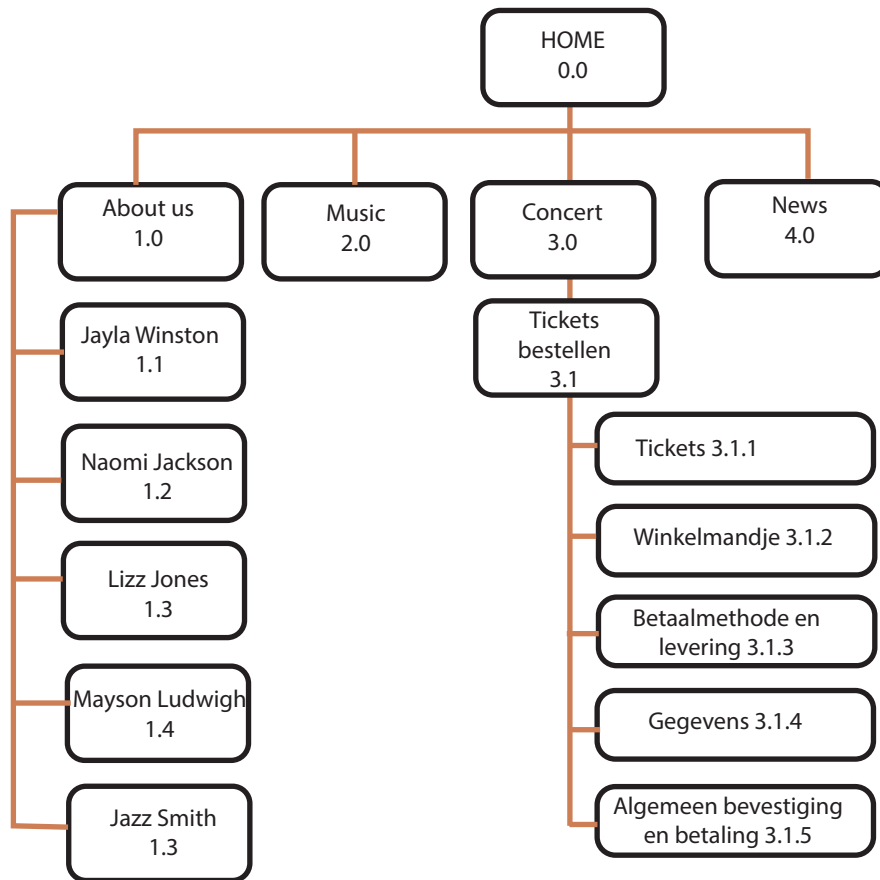 HOME
0.0
About us
1.0
Music
2.0
Concert
3.0
News
4.0
Jayla Winston
1.1
Naomi Jackson
1.2
Lizz Jones
1.3
Mayson Ludwigh
1.4
Jazz Smith
1.3
Tickets
bestellen
3.1
Tickets 3.1.1
Winkelmandje 3.1.2
Betaalmethode en
levering 3.1.3
Gegevens 3.1.4
Algemeen bevestiging
en betaling 3.1.5